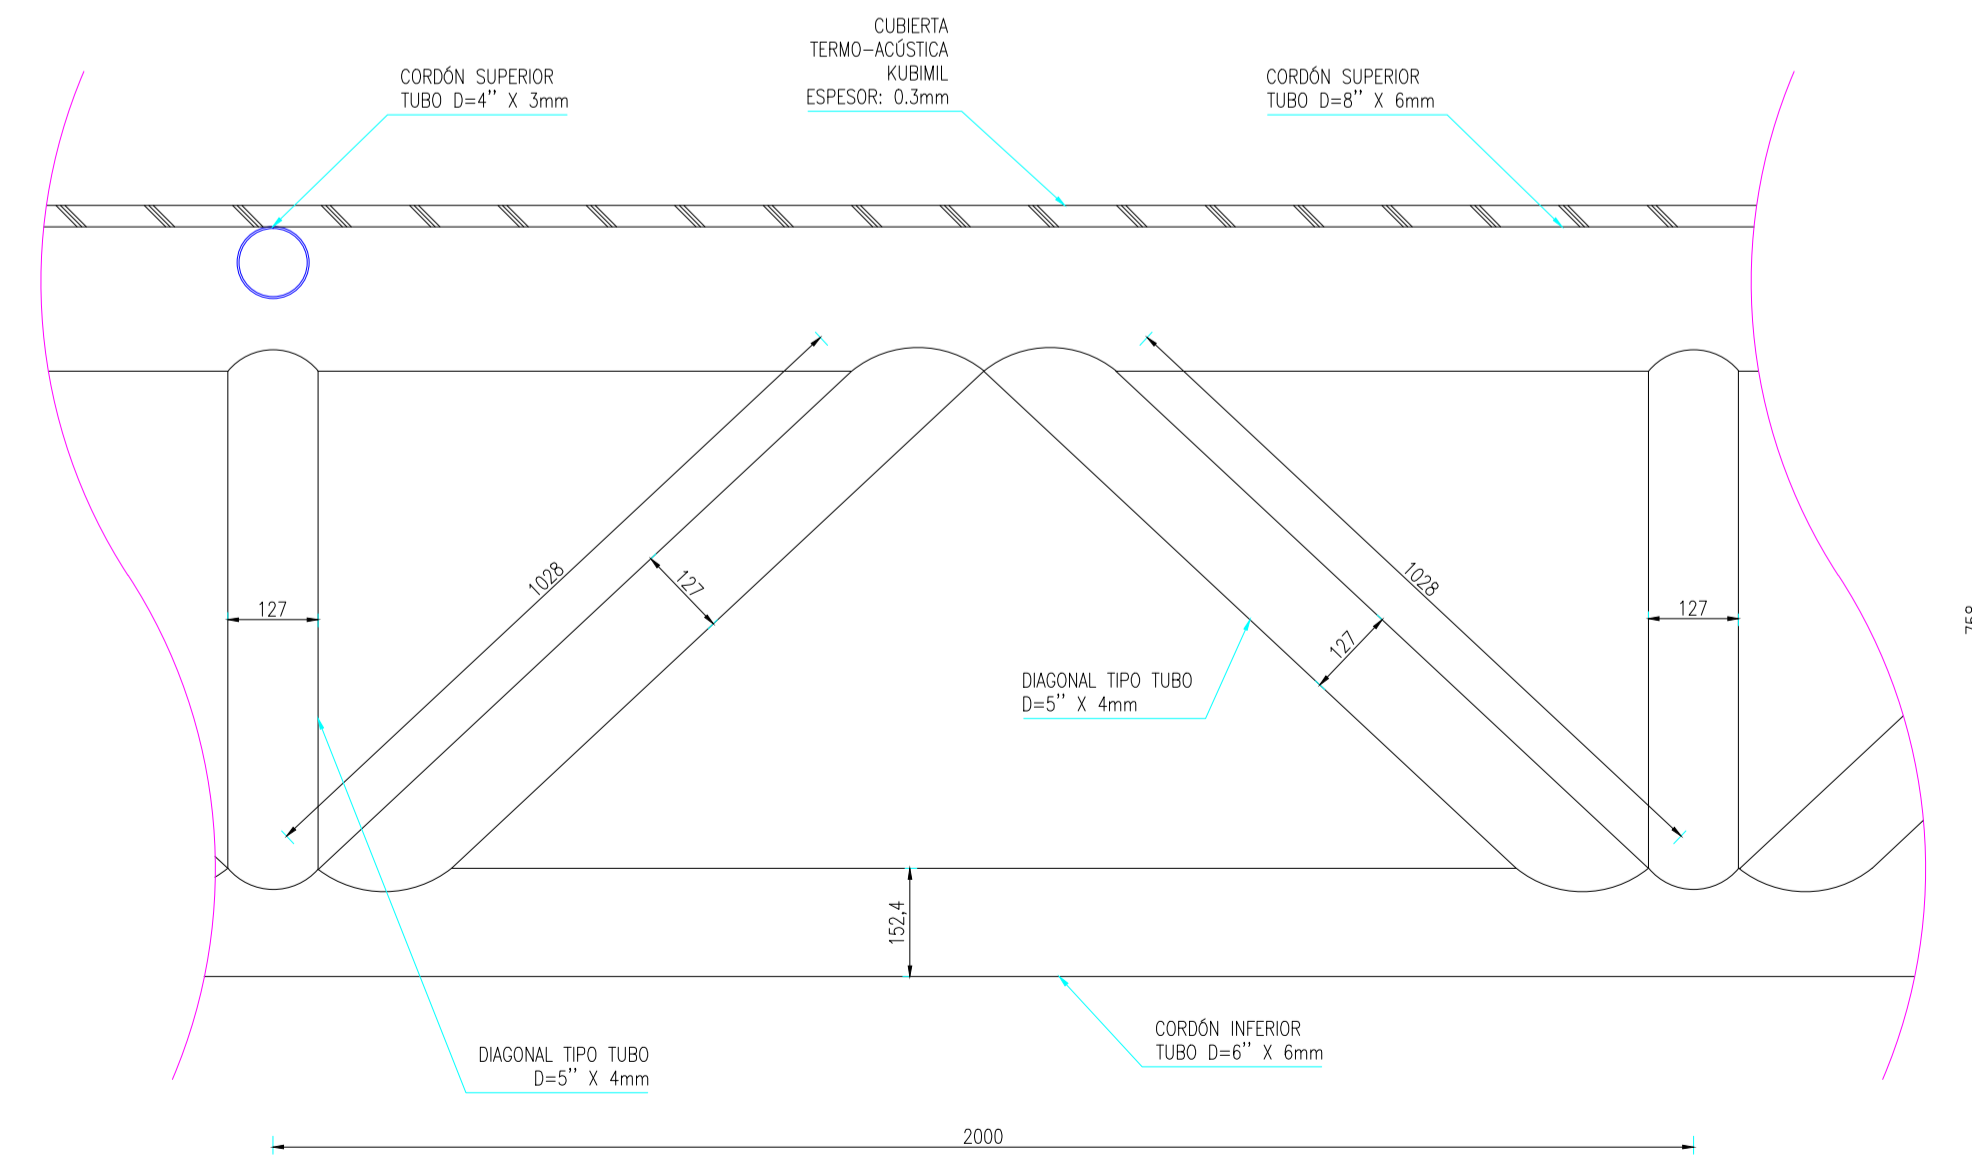 CUBIERTA
TERMO-ACÚSTICA
KUBIMIL
ESPESOR: 0.3mm
CORDÓN SUPERIOR
TUBO D=4'' X 3mm
CORDÓN SUPERIOR
TUBO D=8'' X 6mm
1028
127
127
1028
127
127
758
DIAGONAL TIPO TUBO
D=5'' X 4mm
152,4
CORDÓN INFERIOR
TUBO D=6'' X 6mm
DIAGONAL TIPO TUBO
D=5'' X 4mm
2000